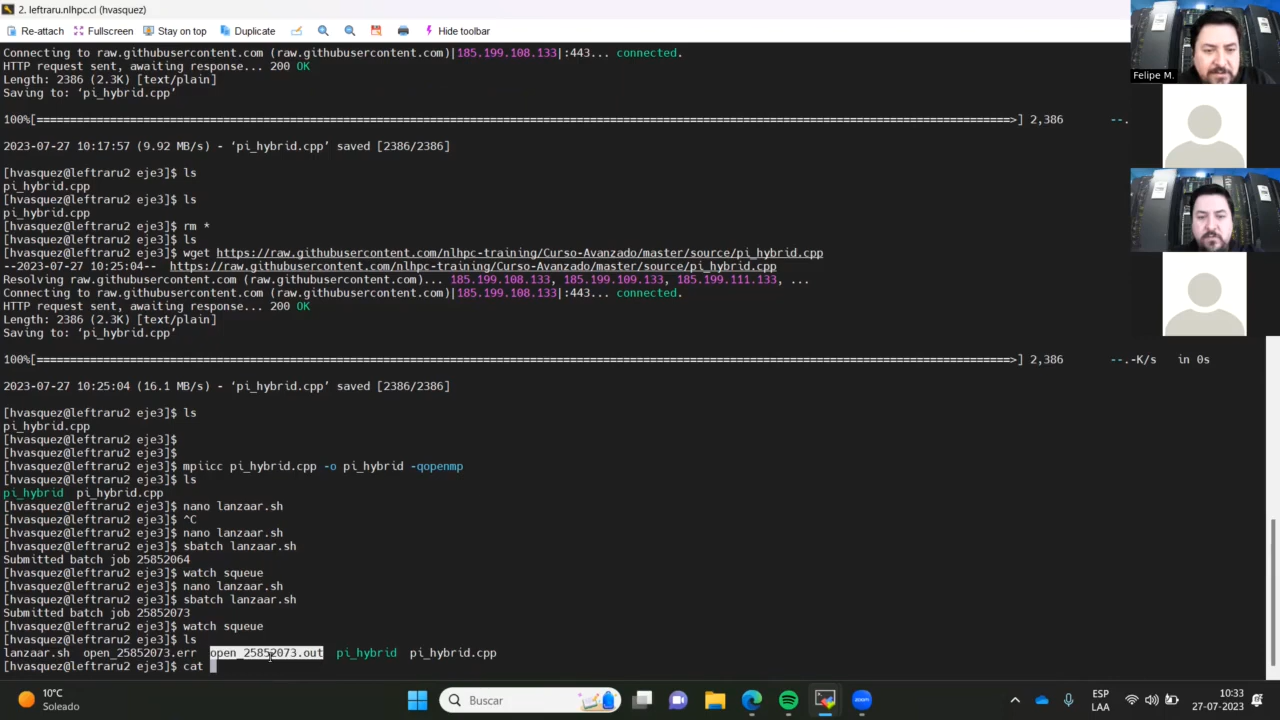 2. leftraru.nlhpc.cl (hvasquez)
Re-attach Fullscreen Stay on top Duplicate Hide toolbar
Connecting to raw.githubusercontent.com (raw.githubusercontent.com)|185.199.108.133|:443... connected.
HTTP request sent, awaiting response... 200 OK
Length: 2386 (2.3K) [text/plain]
Saving to: ‘pi_hybrid.cpp’
100%[=====================================================================================================================================================>] 2,386 --.
2023-07-27 10:17:57 (9.92 MB/s) - ‘pi_hybrid.cpp’ saved [2386/2386]
[hvasquez@leftraru2 eje3]$ ls
pi_hybrid.cpp
[hvasquez@leftraru2 eje3]$ ls
pi_hybrid.cpp
[hvasquez@leftraru2 eje3]$ rm *
[hvasquez@leftraru2 eje3]$ ls
[hvasquez@leftraru2 eje3]$ wget https://raw.githubusercontent.com/nlhpc-training/Curso-Avanzado/master/source/pi_hybrid.cpp
--2023-07-27 10:25:04-- https://raw.githubusercontent.com/nlhpc-training/Curso-Avanzado/master/source/pi_hybrid.cpp
Resolving raw.githubusercontent.com (raw.githubusercontent.com)... 185.199.108.133, 185.199.109.133, 185.199.111.133, ...
Connecting to raw.githubusercontent.com (raw.githubusercontent.com)|185.199.108.133|:443... connected.
HTTP request sent, awaiting response... 200 OK
Length: 2386 (2.3K) [text/plain]
Saving to: ‘pi_hybrid.cpp’
100%[=====================================================================================================================================================>] 2,386 --.-K/s in 0s
2023-07-27 10:25:04 (16.1 MB/s) - ‘pi_hybrid.cpp’ saved [2386/2386]
[hvasquez@leftraru2 eje3]$ ls
pi_hybrid.cpp
[hvasquez@leftraru2 eje3]$
[hvasquez@leftraru2 eje3]$
[hvasquez@leftraru2 eje3]$ mpiicc pi_hybrid.cpp -o pi_hybrid -qopenmp
[hvasquez@leftraru2 eje3]$ ls
pi_hybrid pi_hybrid.cpp
[hvasquez@leftraru2 eje3]$ nano lanzaar.sh
[hvasquez@leftraru2 eje3]$ ^C
[hvasquez@leftraru2 eje3]$ nano lanzaar.sh
[hvasquez@leftraru2 eje3]$ sbatch lanzaar.sh
Submitted batch job 25852064
[hvasquez@leftraru2 eje3]$ watch squeue
[hvasquez@leftraru2 eje3]$ nano lanzaar.sh
[hvasquez@leftraru2 eje3]$ sbatch lanzaar.sh
Submitted batch job 25852073
[hvasquez@leftraru2 eje3]$ watch squeue
[hvasquez@leftraru2 eje3]$ ls
lanzaar.sh open_25852073.err open_25852073.out pi_hybrid pi_hybrid.cpp
[hvasquez@leftraru2 eje3]$ cat
Felipe M.
10°C
Soleado
Buscar
zoom
ESP
LAA
10:33
27-07-2023